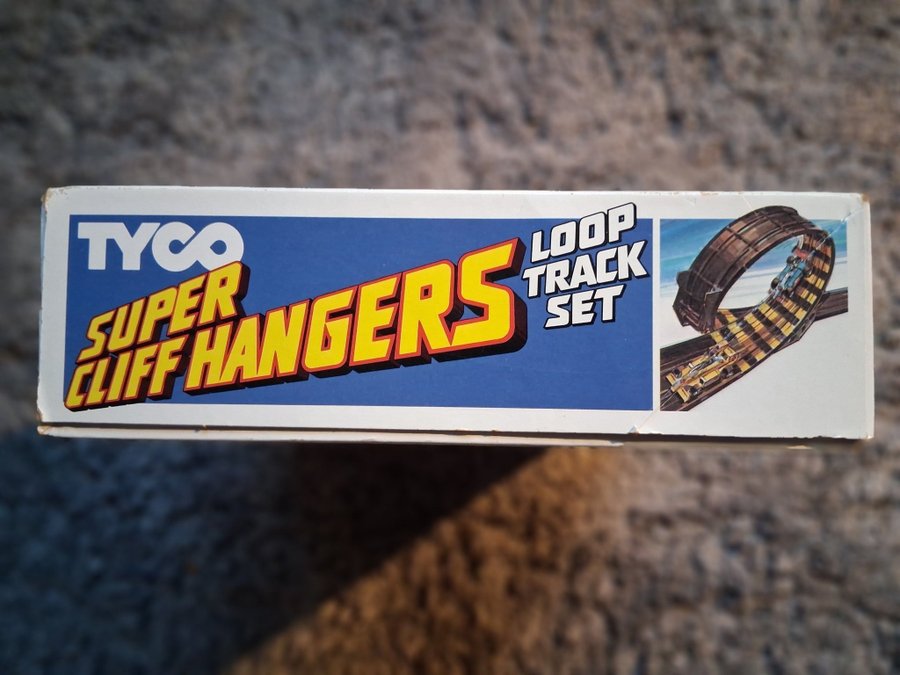 TYCO
SUPER
CLIFF HANGERS
LOOP
TRACK
SET